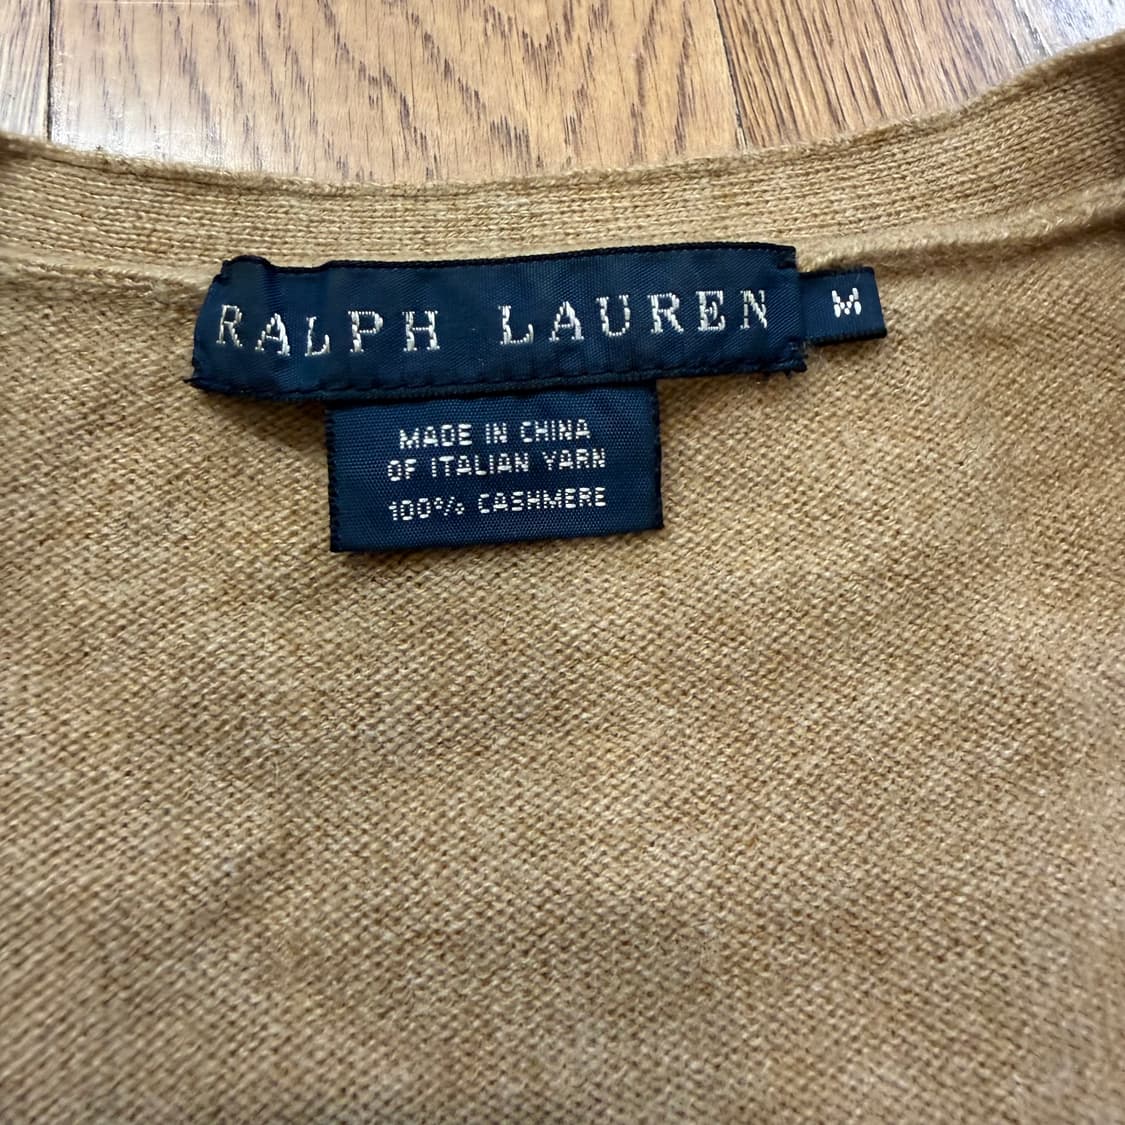 RALPH LAUREN
M
MADE IN CHINA
OF ITALIAN YARN
100% CASHMERE